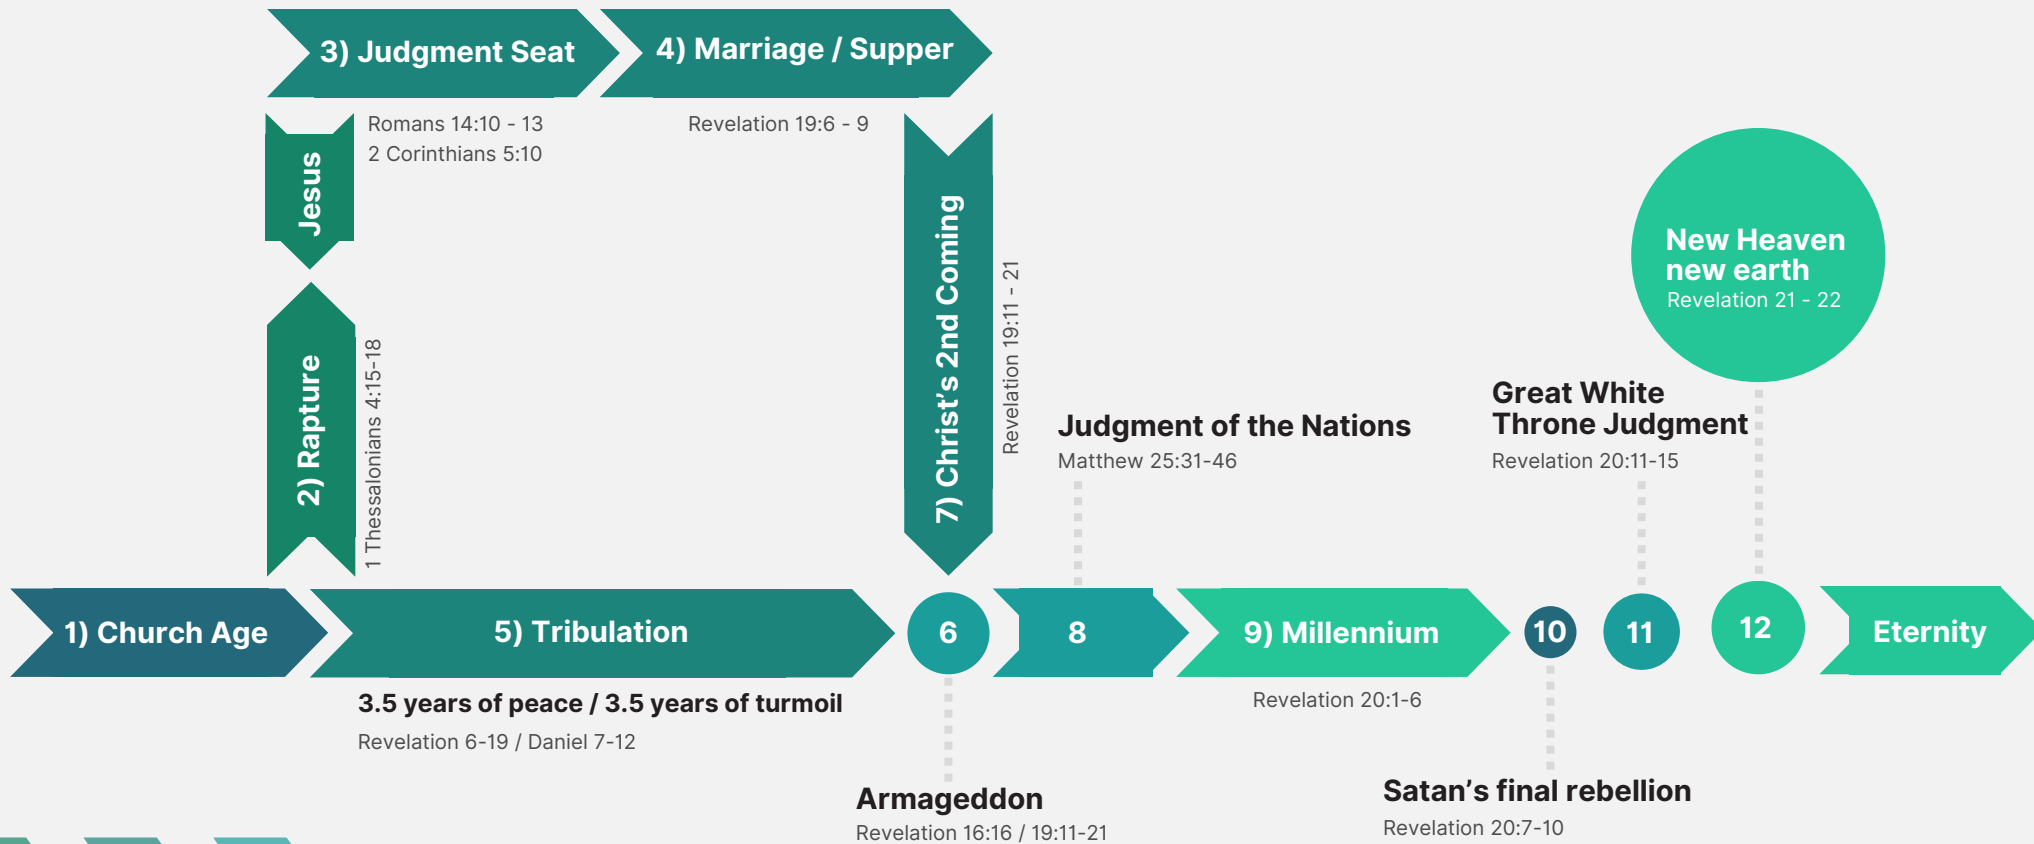 3) Judgment Seat
4) Marriage / Supper
Romans 14:10 - 13
2 Corinthians 5:10
Revelation 19:6 - 9
Jesus
2) Rapture
1 Thessalonians 4:15-18
7) Christ’s 2nd Coming
Revelation 19:11 - 21
New Heaven
new earth
Revelation 21 - 22
Judgment of the Nations
Matthew 25:31-46
Great White
Throne Judgment
Revelation 20:11-15
1) Church Age
5) Tribulation
6
8
9) Millennium
10
11
12
Eternity
3.5 years of peace / 3.5 years of turmoil
Revelation 6-19 / Daniel 7-12
Revelation 20:1-6
Armageddon
Revelation 16:16 / 19:11-21
Satan’s final rebellion
Revelation 20:7-10